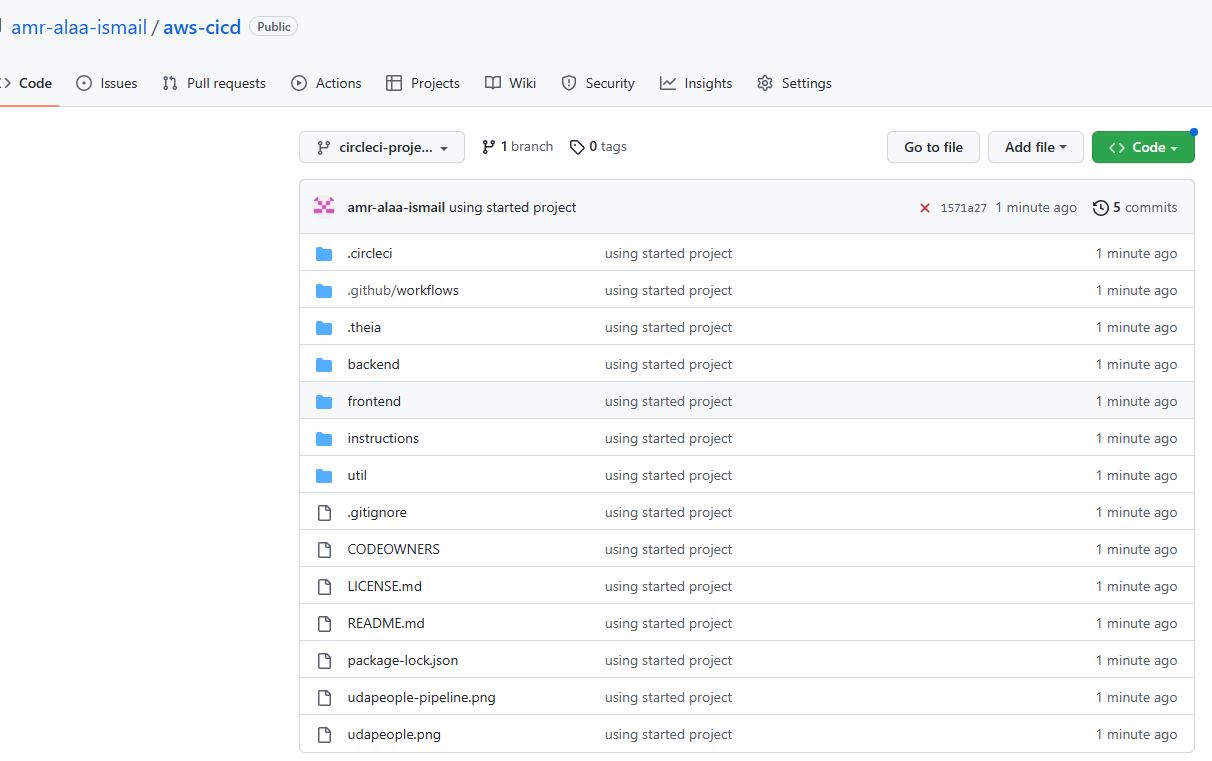 amr-alaa-ismail / aws-cicd Public
Code Issues Pull requests Actions Projects Wiki Security Insights Settings
circleci-proje... 1 branch 0 tags Go to file Add file Code
amr-alaa-ismail using started project 1571a27 1 minute ago 5 commits
.circleci using started project 1 minute ago
.github/workflows using started project 1 minute ago
.theia using started project 1 minute ago
backend using started project 1 minute ago
frontend using started project 1 minute ago
instructions using started project 1 minute ago
util using started project 1 minute ago
.gitignore using started project 1 minute ago
CODEOWNERS using started project 1 minute ago
LICENSE.md using started project 1 minute ago
README.md using started project 1 minute ago
package-lock.json using started project 1 minute ago
udapeople-pipeline.png using started project 1 minute ago
udapeople.png using started project 1 minute ago